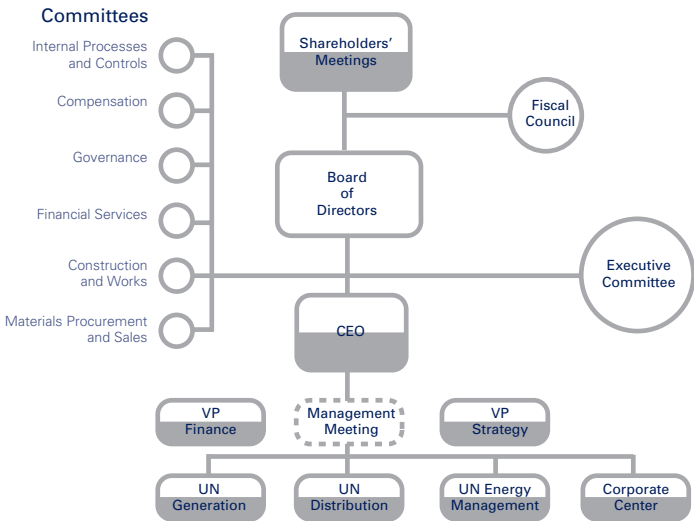 Committees
Internal Processes
and Controls
Compensation
Governance
Financial Services
Construction
and Works
Materials Procurement
and Sales
Shareholders’
Meetings
Fiscal
Council
Board
of
Directors
Executive
Committee
CEO
VP
Finance
Management
Meeting
VP
Strategy
UN
Generation
UN
Distribution
UN Energy
Management
Corporate
Center